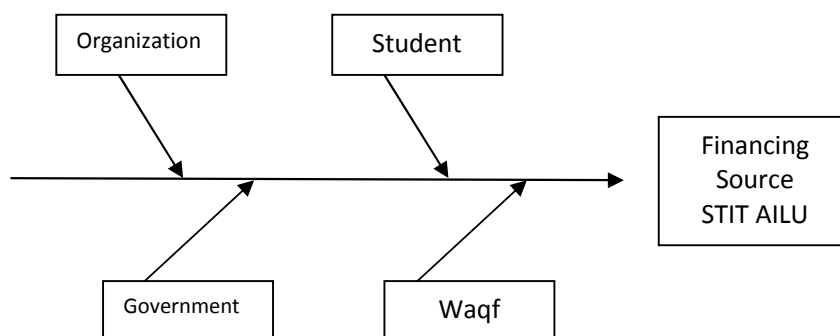 Organization
Student
Financing
Source
STIT AILU
Government
Waqf